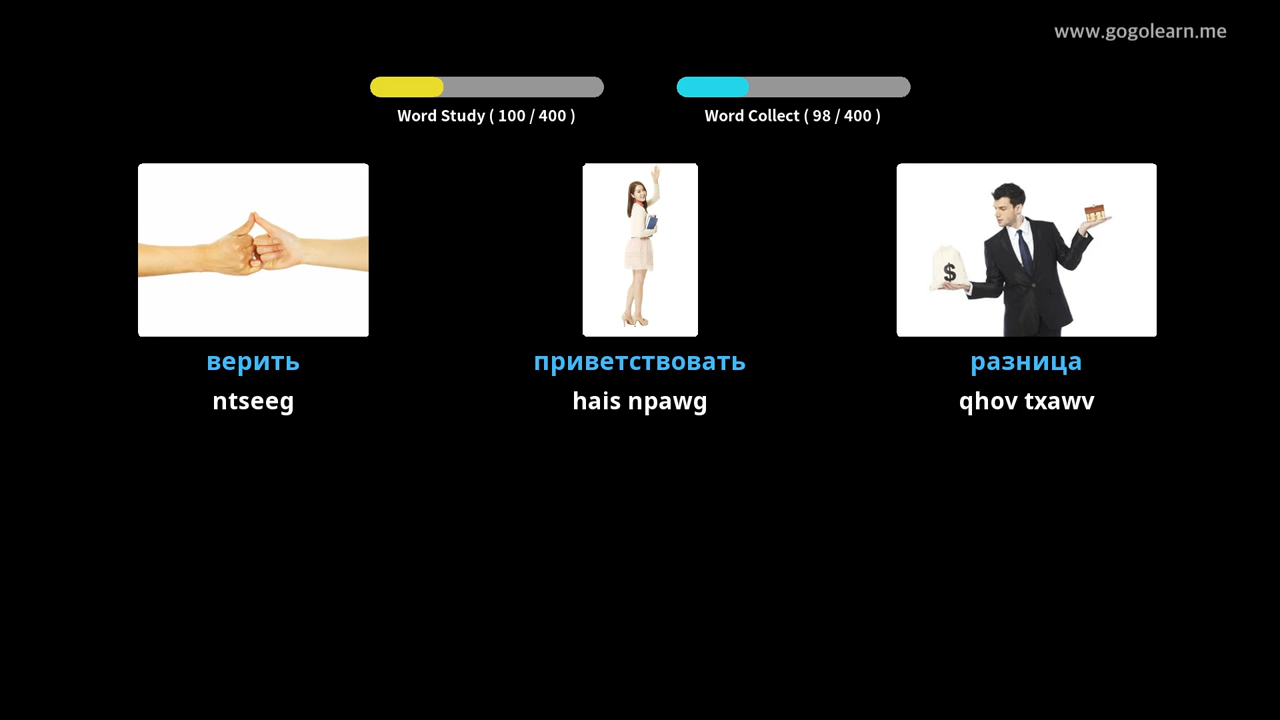 www.gogolearn.me
Word Study ( 100 / 400 )
Word Collect ( 98 / 400 )
$
верить
приветствовать
разница
ntseeg
hais npawg
qhov txawv